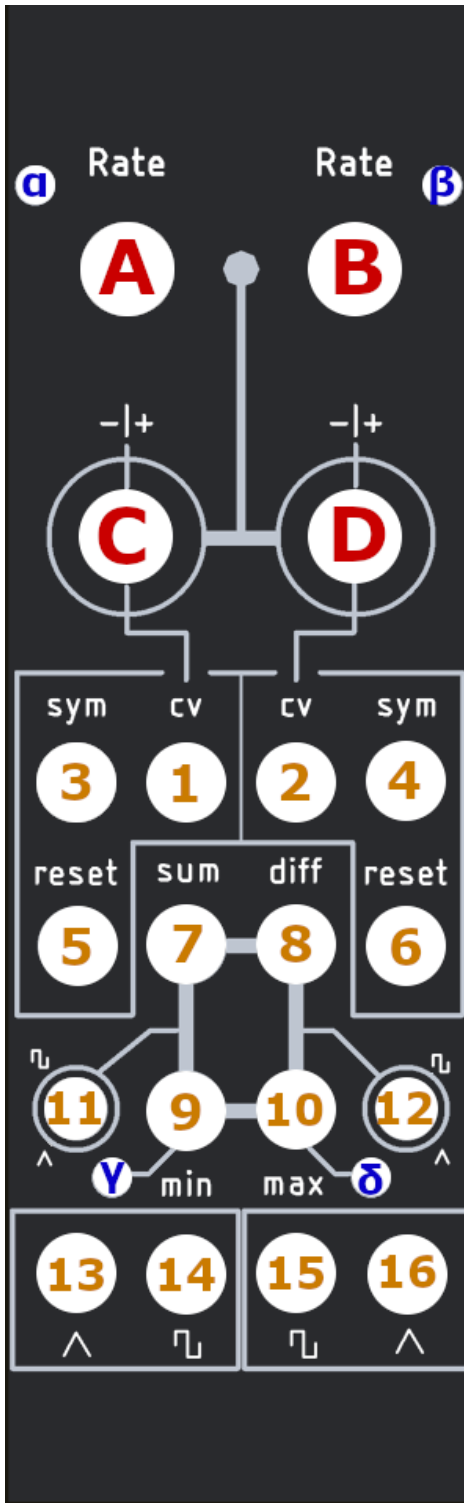 Rate Rate
α β
A B
-|+ -|+
C D
sym cv cv sym
3 1 2 4
reset sum diff reset
5 7 8 6
11 9 10 12
γ min max δ
13 14 15 16